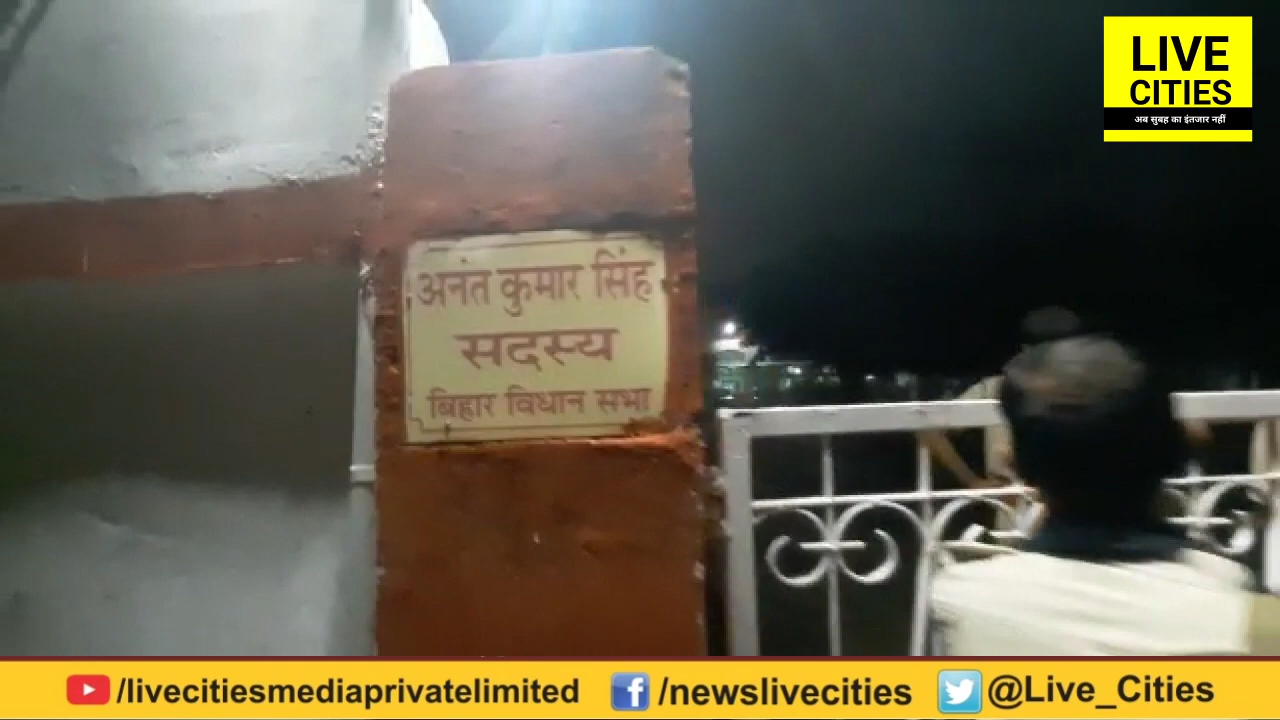 LIVE
CITIES
अब सुबह का इंतजार नहीं
अनंत कुमार सिंह
सदस्य
बिहार विधान सभा
/livecitiesmediaprivatelimited
/newslivecities
@Live_Cities